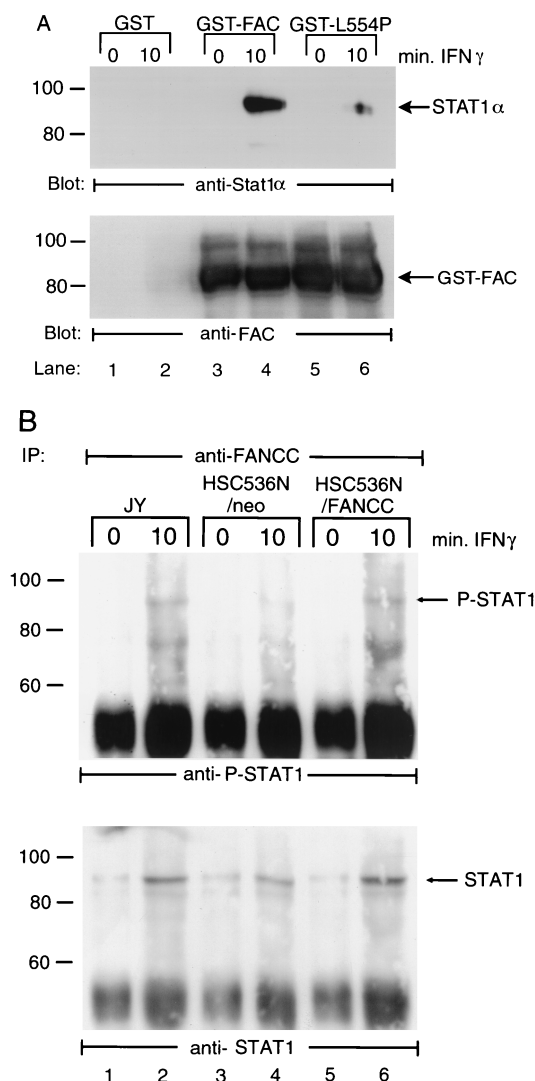 A
GST GST-FAC GST-L554P
0 10 0 10 0 10 min. IFN γ
100
STAT1α
80
Blot: anti-Stat1α
100
80
GST-FAC
Blot: anti-FAC
Lane: 1 2 3 4 5 6
B
IP: anti-FANCC
JY HSC536N/neo HSC536N/FANCC
0 10 0 10 0 10 min. IFNγ
100
P-STAT1
80
60
anti-P-STAT1
100
STAT1
80
60
anti- STAT1
1 2 3 4 5 6